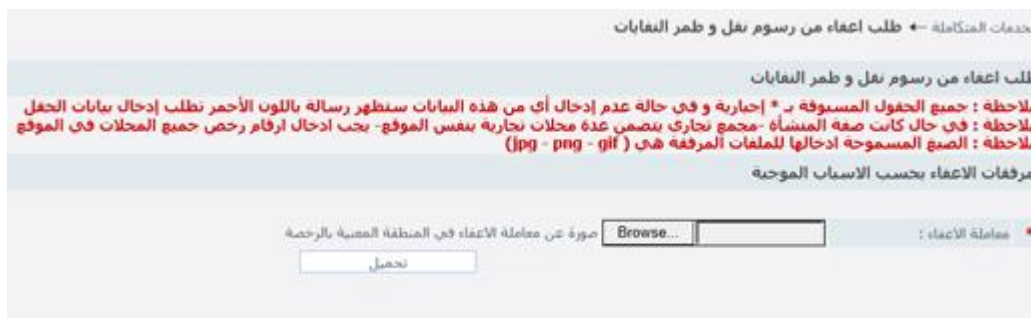 خدمات المتكاملة ← طلب اعفاء من رسوم نقل و طمر النفايات
طلب اعفاء من رسوم نقل و طمر النفايات
ملاحظة : جميع الحقول المسبوقة بـ * إجبارية و في حالة عدم إدخال أي من هذه البيانات ستظهر رسالة باللون الأحمر تطلب إدخال بيانات الحقل
ملاحظة : في حال كانت صفة المنشأة -مجمع تجاري يتضمن عدة محلات تجارية بنفس الموقع- يجب ادخال ارقام رخص جميع المحلات في الموقع
ملاحظة : الصيغ المسموحة ادخالها للملفات المرفقة هي ( jpg - png - gif)
مرفقات الاعفاء بحسب الاسباب الموجبة
* معاملة الاعفاء : Browse... صورة عن معاملة الاعفاء في المنطقة المعنية بالرخصة
تحميل